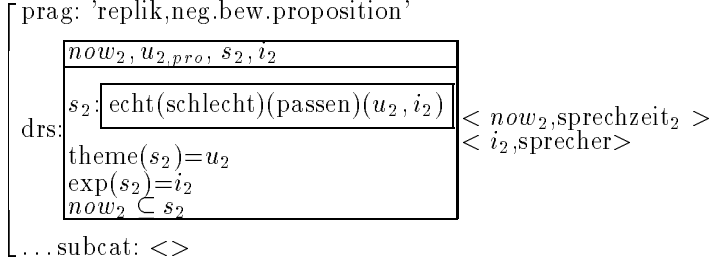 prag: 'replik,neg.bew.proposition'
now₂, u₂,pro, s₂, i₂
s₂: echt(schlecht)(passen)(u₂, i₂)
drs:
< now₂,sprechzeit₂ >
< i₂,sprecher>
theme(s₂)=u₂
exp(s₂)=i₂
now₂ ⊂ s₂
...subcat: <>